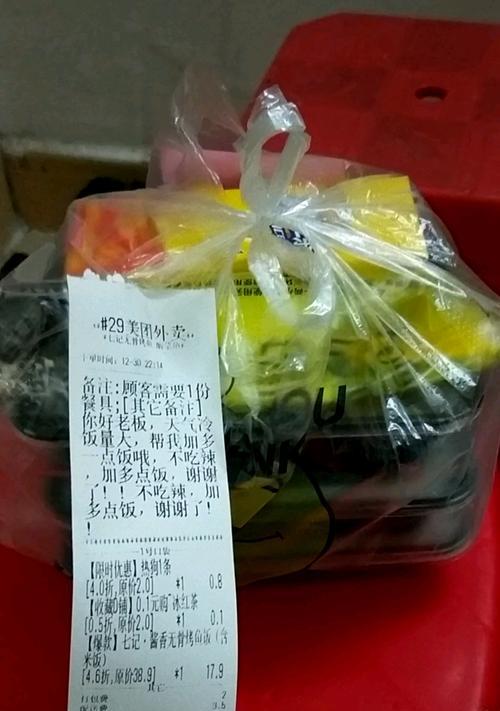 #29美团外卖
下单时间: 12-30 22:14
备注:顾客需要1份
餐具;[其它备注]
你好老板，天气冷
饭量大，帮我加多
一点饭哦，不吃辣
，加多点饭，谢谢
了！！不吃辣，加
多点饭，谢谢了！
！
1号口袋
【限时优惠】热狗1条
[4.0折,原价2.0] *1 0.8
【收藏店铺】0.1元购 冰红茶
[0.5折,原价2.0] *1 0.1
【爆款】七记·酱香无骨烤鱼饭（含
米饭）
[4.6折,原价38.9] *1 17.9
其它
打包费 2
配送费 3.5
YOU